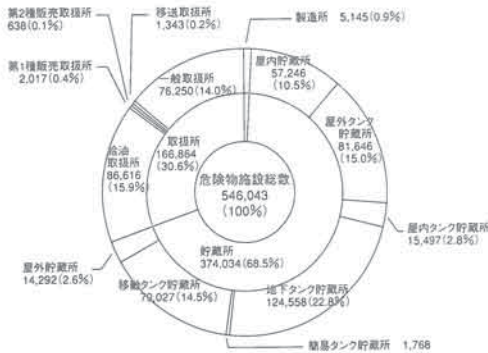 第2種販売取扱所
638(0.1%)
移送取扱所
1,343(0.2%)
製造所 5,145(0.9%)
第1種販売取扱所
2,017(0.4%)
一般取扱所
76,250(14.0%)
屋内貯蔵所
57,246
(10.5%)
屋外タンク
貯蔵所
81,646
(15.0%)
給油
取扱所
86,616
(15.9%)
取扱所
166,864
(30.6%)
危険物施設総数
546,043
(100%)
屋内タンク貯蔵所
15,497(2.8%)
貯蔵所
374,034(68.5%)
屋外貯蔵所
14,292(2.6%)
移動タンク貯蔵所
79,027(14.5%)
地下タンク貯蔵所
124,558(22.8%)
簡易タンク貯蔵所 1,768